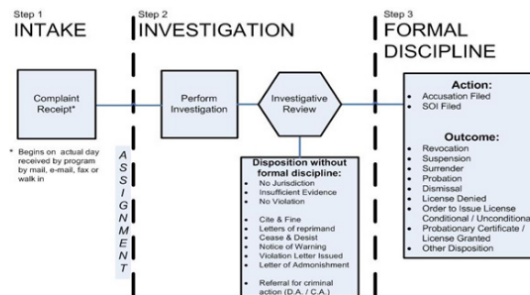 Step 1
INTAKE
Complaint
Receipt*
* Begins on actual day
received by program
by mail, e-mail, fax or
walk in
ASSIGNMENT
Step 2
INVESTIGATION
Perform
Investigation
Investigative
Review
Disposition without
formal discipline:
• No Jurisdiction
• Insufficient Evidence
• No Violation
• Cite & Fine
• Letters of reprimand
• Cease & Desist
• Notice of Warning
• Violation Letter Issued
• Letter of Admonishment
• Referral for criminal
action (D.A. / C.A.)
Step 3
FORMAL
DISCIPLINE
Action:
• Accusation Filed
• SOI Filed
Outcome:
• Revocation
• Suspension
• Surrender
• Probation
• Dismissal
• License Denied
• Order to Issue License
Conditional / Unconditional
• Probationary Certificate /
License Granted
• Other Disposition